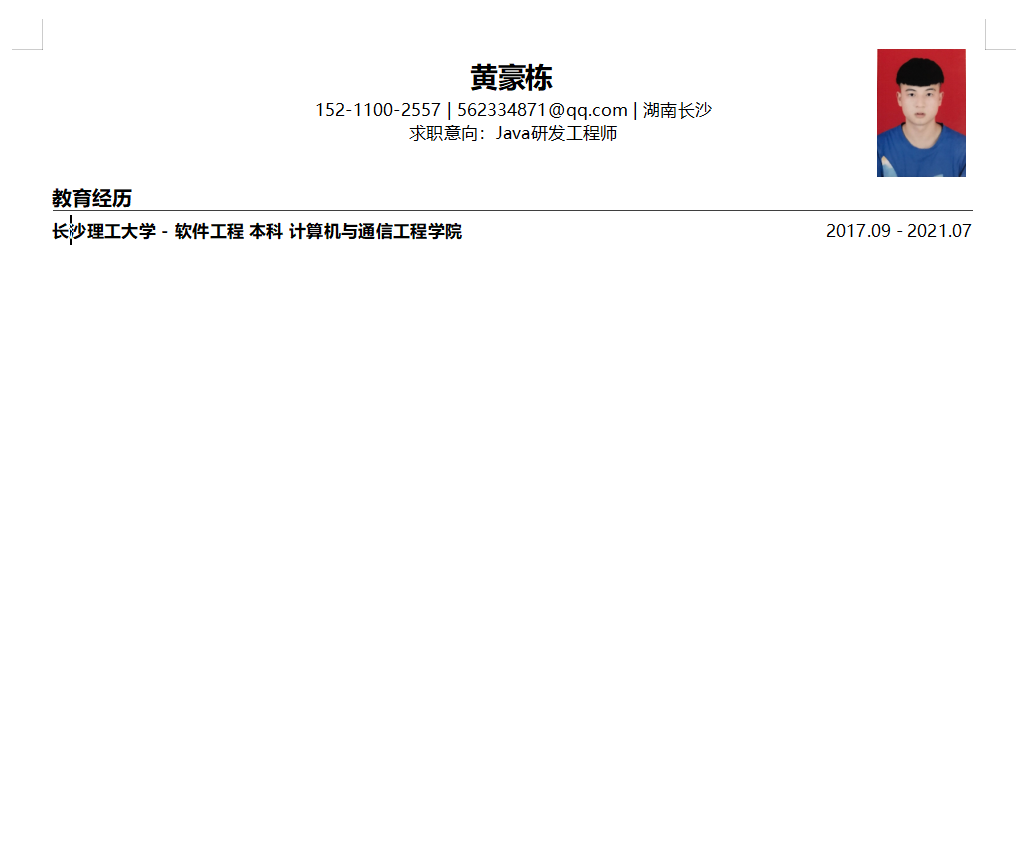 黄豪栋
152-1100-2557 | 562334871@qq.com | 湖南长沙
求职意向：Java研发工程师
教育经历
长沙理工大学 - 软件工程 本科 计算机与通信工程学院 2017.09 - 2021.07